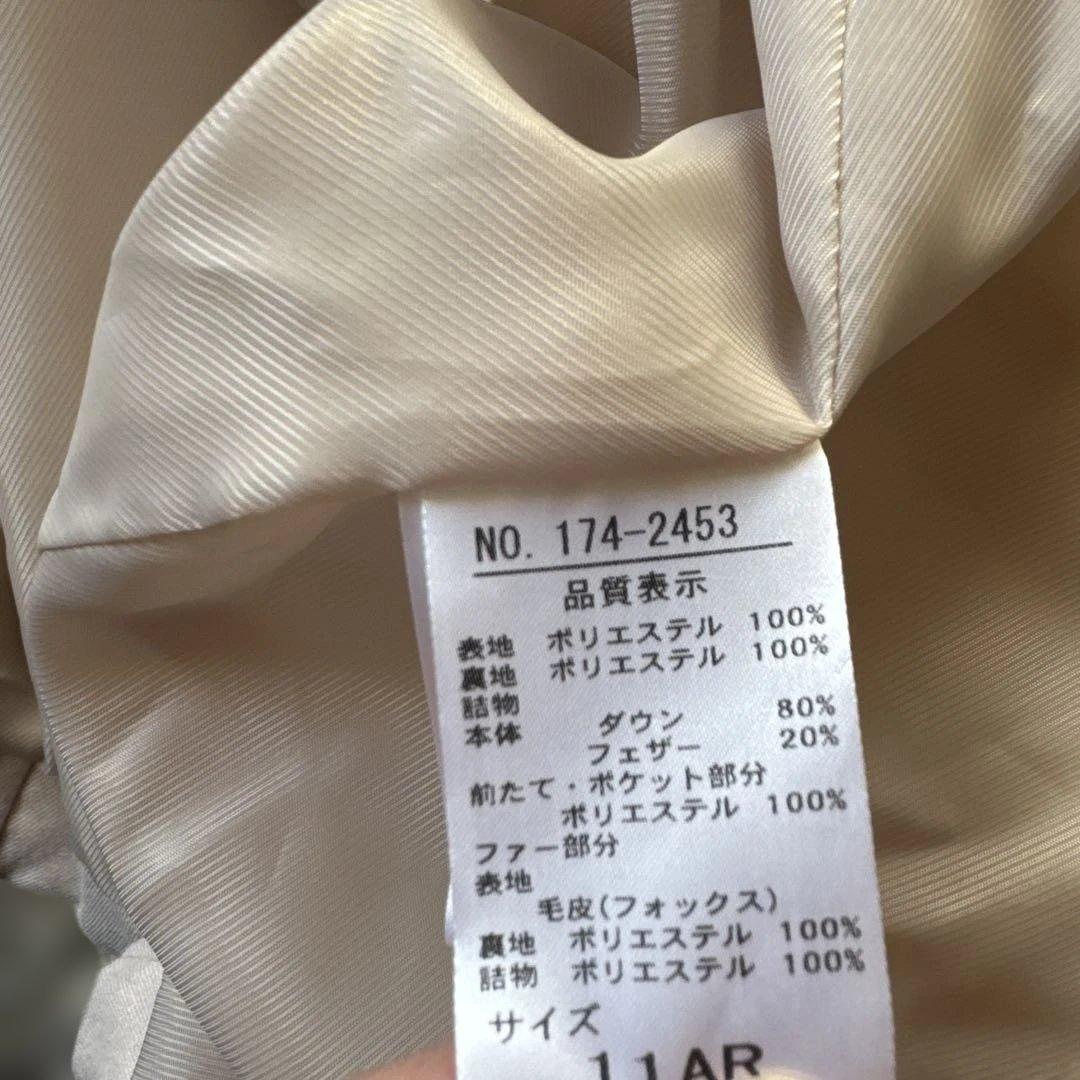 NO. 174-2453
品質表示
表地 ポリエステル 100%
裏地 ポリエステル 100%
詰物
本体 ダウン 80%
フェザー 20%
前たて・ポケット部分
ポリエステル 100%
ファー部分
表地
毛皮(フォックス)
裏地 ポリエステル 100%
詰物 ポリエステル 100%
サイズ
11AR